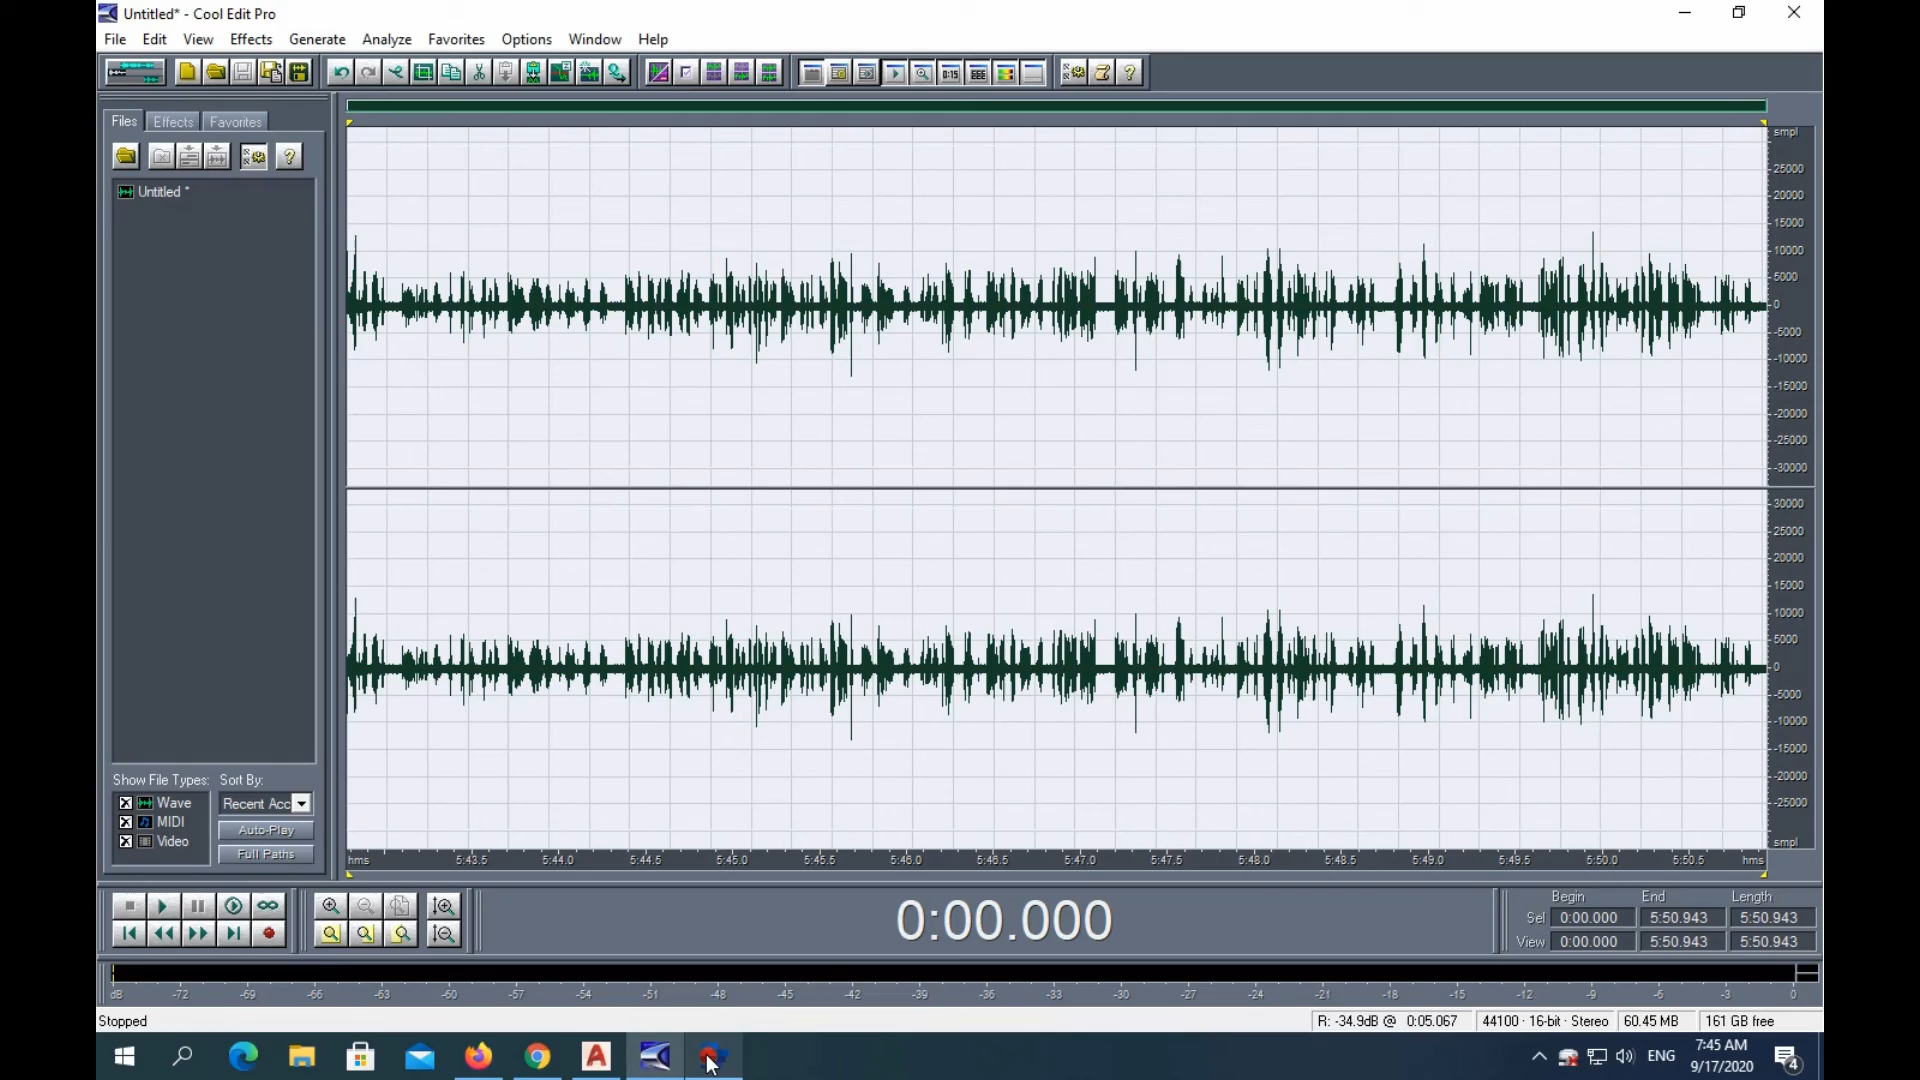 Untitled* - Cool Edit Pro
File Edit View Effects Generate Analyze Favorites Options Window Help
Files Effects Favorites
Untitled *
smpl
25000
20000
15000
10000
5000
0
-5000
-10000
-15000
-20000
-25000
-30000
30000
25000
20000
15000
10000
5000
0
-5000
-10000
-15000
-20000
-25000
smpl
hms 5:43.5 5:44.0 5:44.5 5:45.0 5:45.5 5:46.0 5:46.5 5:47.0 5:47.5 5:48.0 5:48.5 5:49.0 5:49.5 5:50.0 5:50.5 hms
Show File Types: Sort By:
Wave Recent Acc
MIDI Auto-Play
Video Full Paths
0:00.000
Begin End Length
Sel 0:00.000 5:50.943 5:50.943
View 0:00.000 5:50.943 5:50.943
dB -72 -69 -66 -63 -60 -57 -54 -51 -48 -45 -42 -39 -36 -33 -30 -27 -24 -21 -18 -15 -12 -9 -6 -3 0
Stopped R: -34.9dB @ 0:05.067 44100 · 16-bit · Stereo 60.45 MB 161 GB free
ENG 7:45 AM
9/17/2020 4